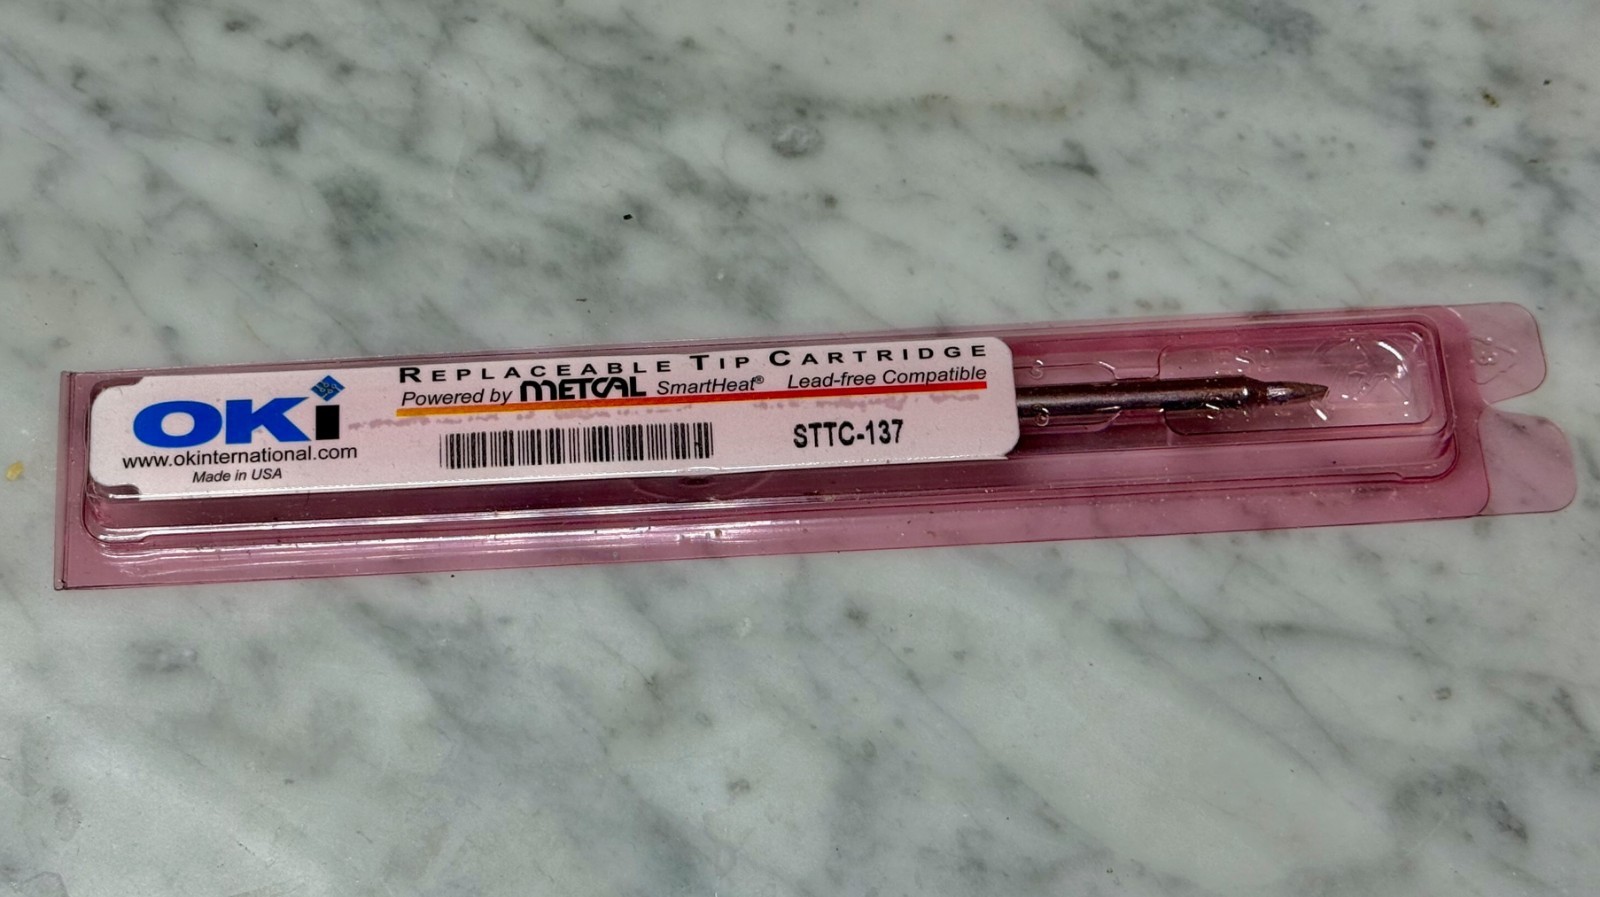 OKi
www.okinternational.com
Made in USA
REPLACEABLE TIP CARTRIDGE
Powered by METCAL SmartHeat® Lead-free Compatible
STTC-137